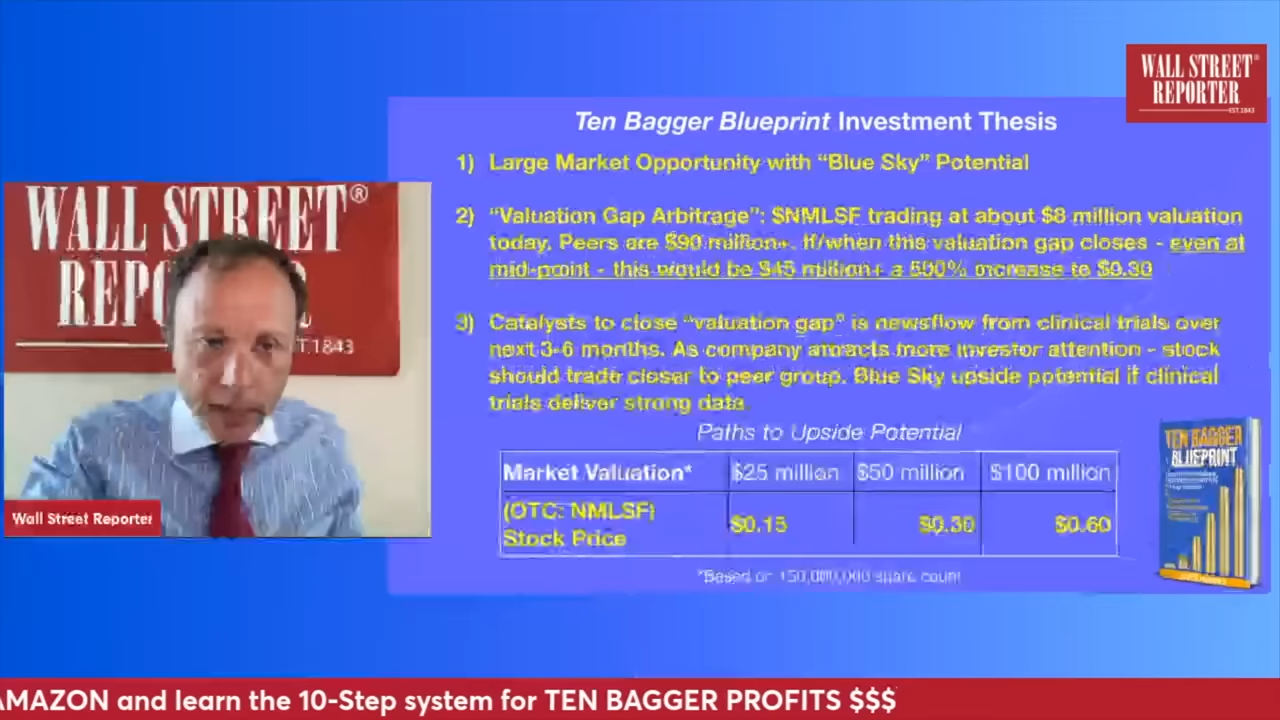 WALL STREET®
REPORTER
EST.1843
Ten Bagger Blueprint Investment Thesis
1) Large Market Opportunity with “Blue Sky” Potential
2) “Valuation Gap Arbitrage”: $NMLSF trading at about $8 million valuation
today. Peers are $90 million+. If/when this valuation gap closes - even at
mid-point - this would be $45 million+ a 500% increase to $0.30
3) Catalysts to close “valuation gap” is newsflow from clinical trials over
next 3-6 months. As company attracts more investor attention - stock
should trade closer to peer group. Blue Sky upside potential if clinical
trials deliver strong data.
Paths to Upside Potential
Market Valuation* $25 million $50 million $100 million
(OTC: NMLSF)
Stock Price $0.15 $0.30 $0.60
*Based on 150,000,000 share count
WALL STREET®
REPORTER
T.1843
Wall Street Reporter
TEN BAGGER
BLUEPRINT
AMAZON and learn the 10-Step system for TEN BAGGER PROFITS $$$